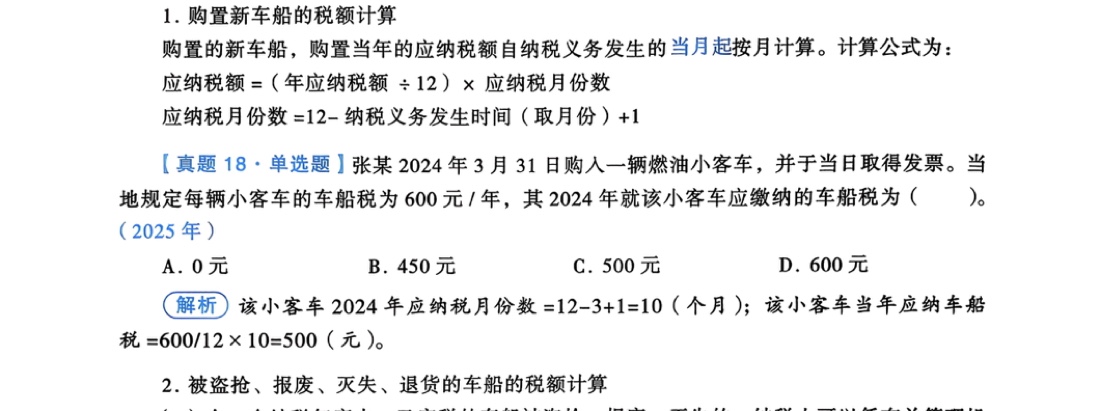 1. 购置新车船的税额计算
购置的新车船，购置当年的应纳税额自纳税义务发生的当月起按月计算。计算公式为：
应纳税额 =（年应纳税额 ÷12）× 应纳税月份数
应纳税月份数 =12- 纳税义务发生时间（取月份）+1
【真题 18·单选题】张某 2024 年 3 月 31 日购入一辆燃油小客车，并于当日取得发票。当
地规定每辆小客车的车船税为 600 元 / 年，其 2024 年就该小客车应缴纳的车船税为（　　）。
（2025 年）
A. 0 元 B. 450 元 C. 500 元 D. 600 元
解析 该小客车 2024 年应纳税月份数 =12-3+1=10（个月）；该小客车当年应纳车船
税 =600/12×10=500（元）。
2. 被盗抢、报废、灭失、退货的车船的税额计算